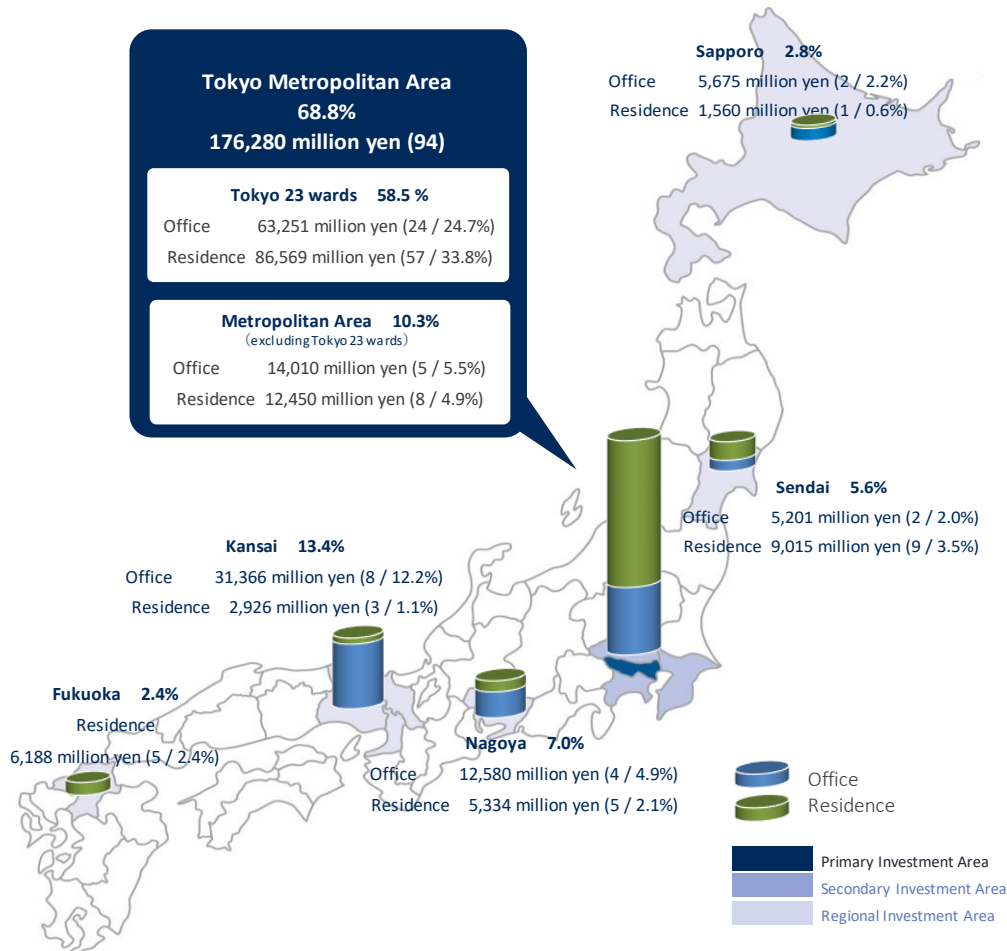 Tokyo Metropolitan Area
68.8%
176,280 million yen (94)
Tokyo 23 wards 58.5 %
Office 63,251 million yen (24 / 24.7%)
Residence 86,569 million yen (57 / 33.8%)
Metropolitan Area 10.3%
(excluding Tokyo 23 wards)
Office 14,010 million yen (5 / 5.5%)
Residence 12,450 million yen (8 / 4.9%)
Sapporo 2.8%
Office 5,675 million yen (2 / 2.2%)
Residence 1,560 million yen (1 / 0.6%)
Sendai 5.6%
Office 5,201 million yen (2 / 2.0%)
Residence 9,015 million yen (9 / 3.5%)
Kansai 13.4%
Office 31,366 million yen (8 / 12.2%)
Residence 2,926 million yen (3 / 1.1%)
Fukuoka 2.4%
Residence
6,188 million yen (5 / 2.4%)
Nagoya 7.0%
Office 12,580 million yen (4 / 4.9%)
Residence 5,334 million yen (5 / 2.1%)
Office
Residence
Primary Investment Area
Secondary Investment Area
Regional Investment Area